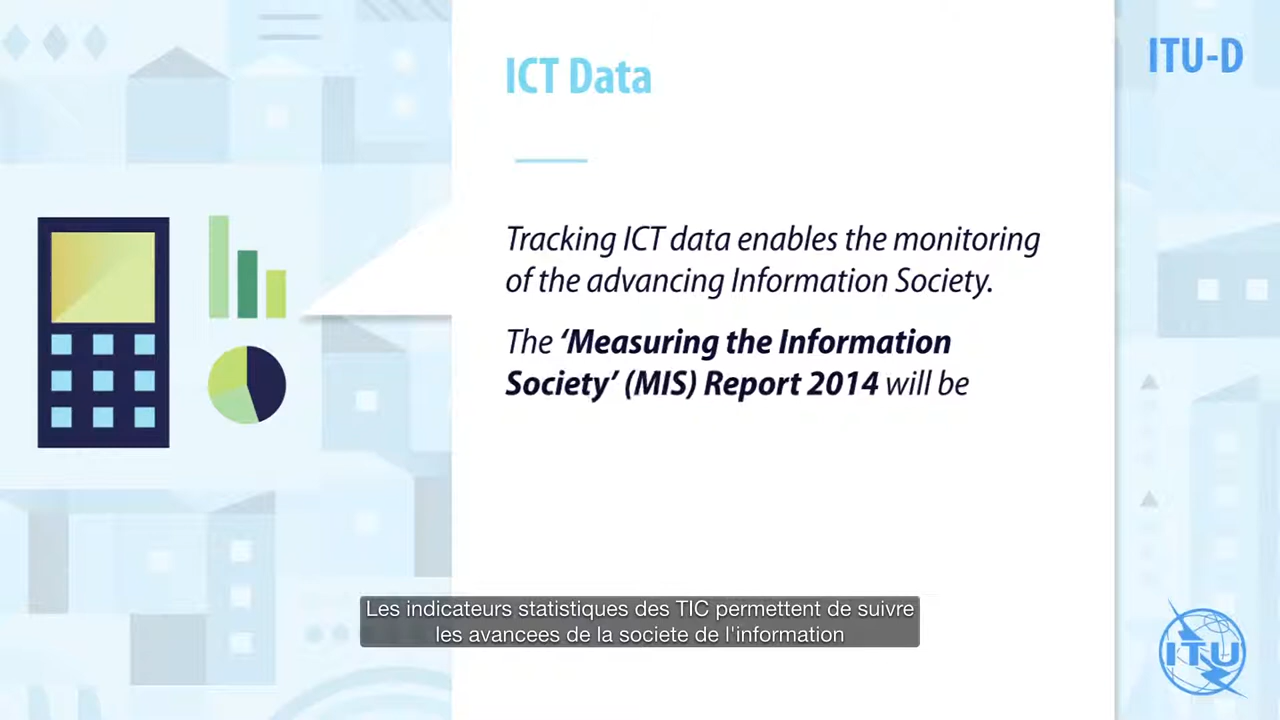 ICT Data
ITU-D
Tracking ICT data enables the monitoring
of the advancing Information Society.
The ‘Measuring the Information
Society’ (MIS) Report 2014 will be
Les indicateurs statistiques des TIC permettent de suivre
les avancees de la societe de l'information
ITU